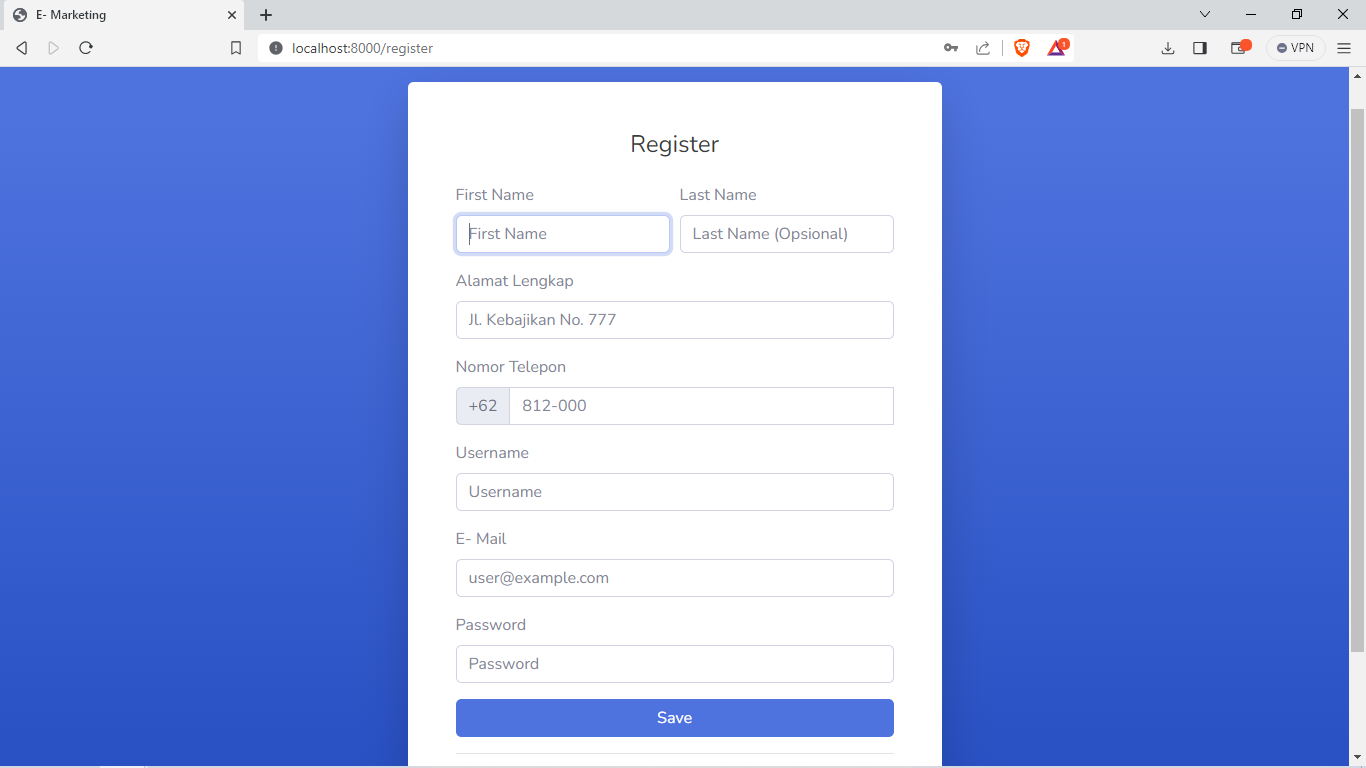 E- Marketing
localhost:8000/register
1
VPN
Register
First Name
Last Name
First Name
Last Name (Opsional)
Alamat Lengkap
Jl. Kebajikan No. 777
Nomor Telepon
+62
812-000
Username
Username
E- Mail
user@example.com
Password
Password
Save